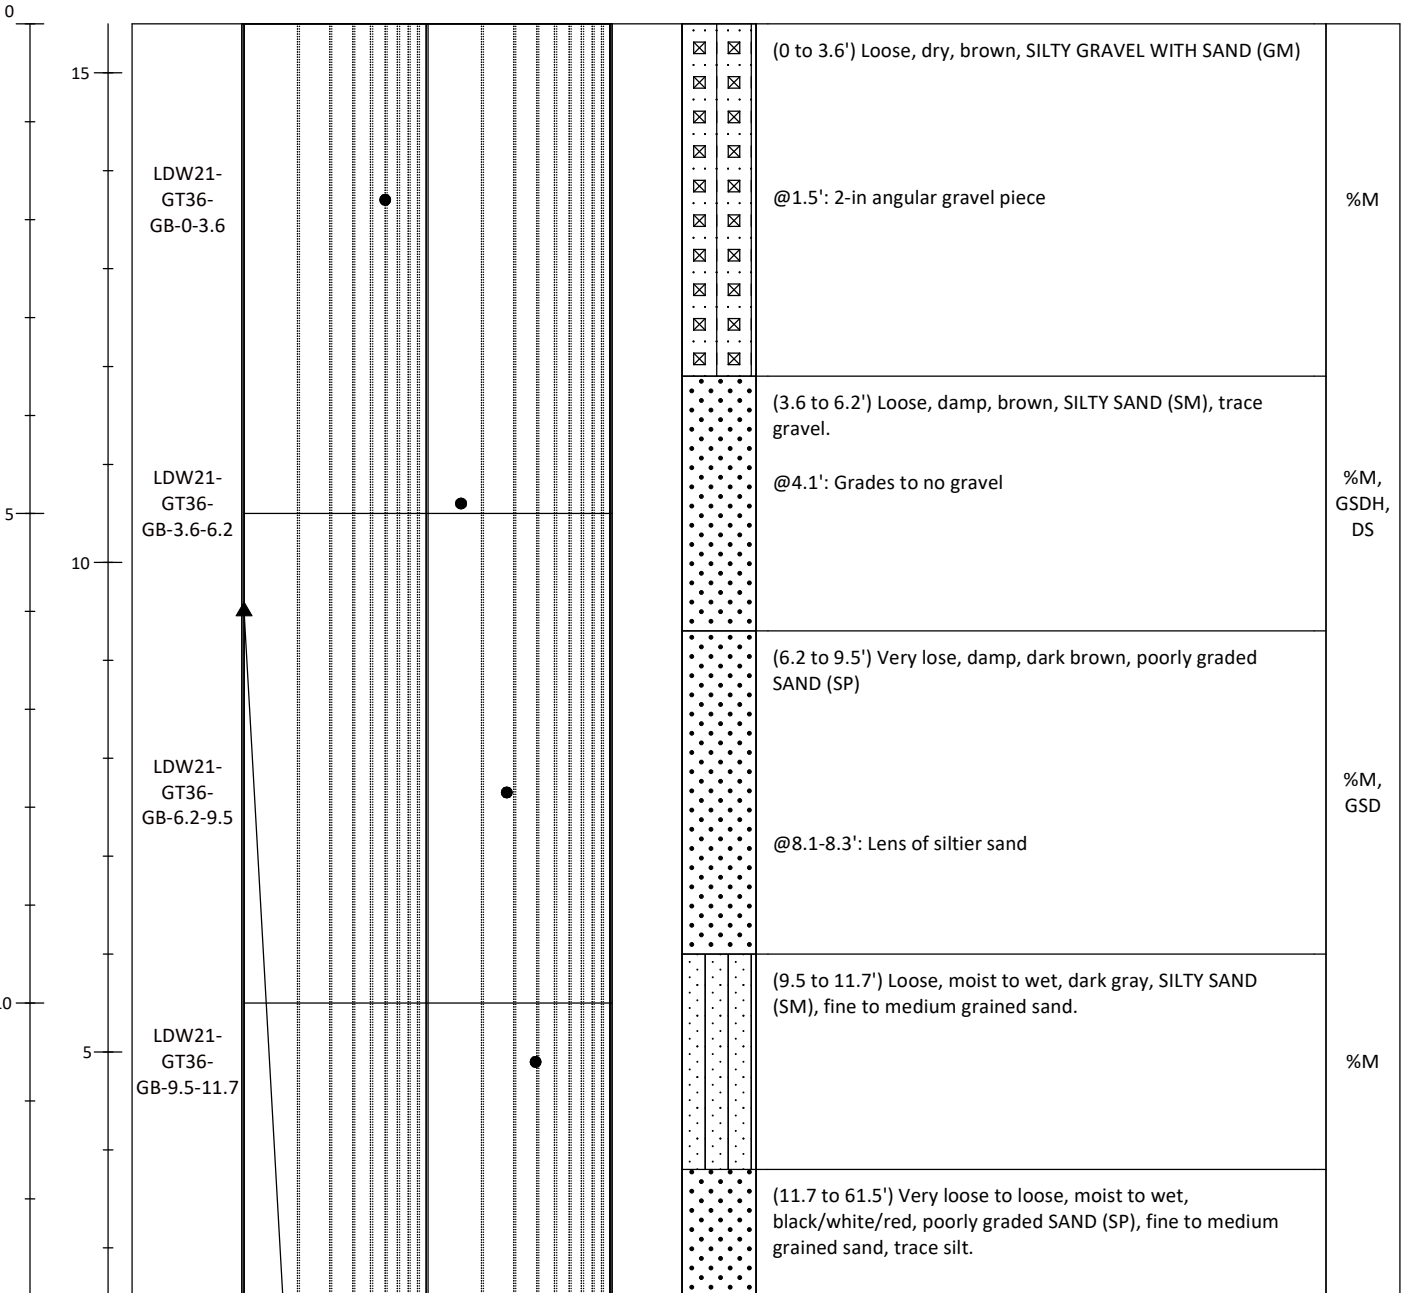 0
15
LDW21-
GT36-
GB-0-3.6
(0 to 3.6') Loose, dry, brown, SILTY GRAVEL WITH SAND (GM)
@1.5': 2-in angular gravel piece
%M
5
10
LDW21-
GT36-
GB-3.6-6.2
(3.6 to 6.2') Loose, damp, brown, SILTY SAND (SM), trace
gravel.
@4.1': Grades to no gravel
%M,
GSDH,
DS
LDW21-
GT36-
GB-6.2-9.5
(6.2 to 9.5') Very lose, damp, dark brown, poorly graded
SAND (SP)
@8.1-8.3': Lens of siltier sand
%M,
GSD
10
5
LDW21-
GT36-
GB-9.5-11.7
(9.5 to 11.7') Loose, moist to wet, dark gray, SILTY SAND
(SM), fine to medium grained sand.
%M
(11.7 to 61.5') Very loose to loose, moist to wet,
black/white/red, poorly graded SAND (SP), fine to medium
grained sand, trace silt.